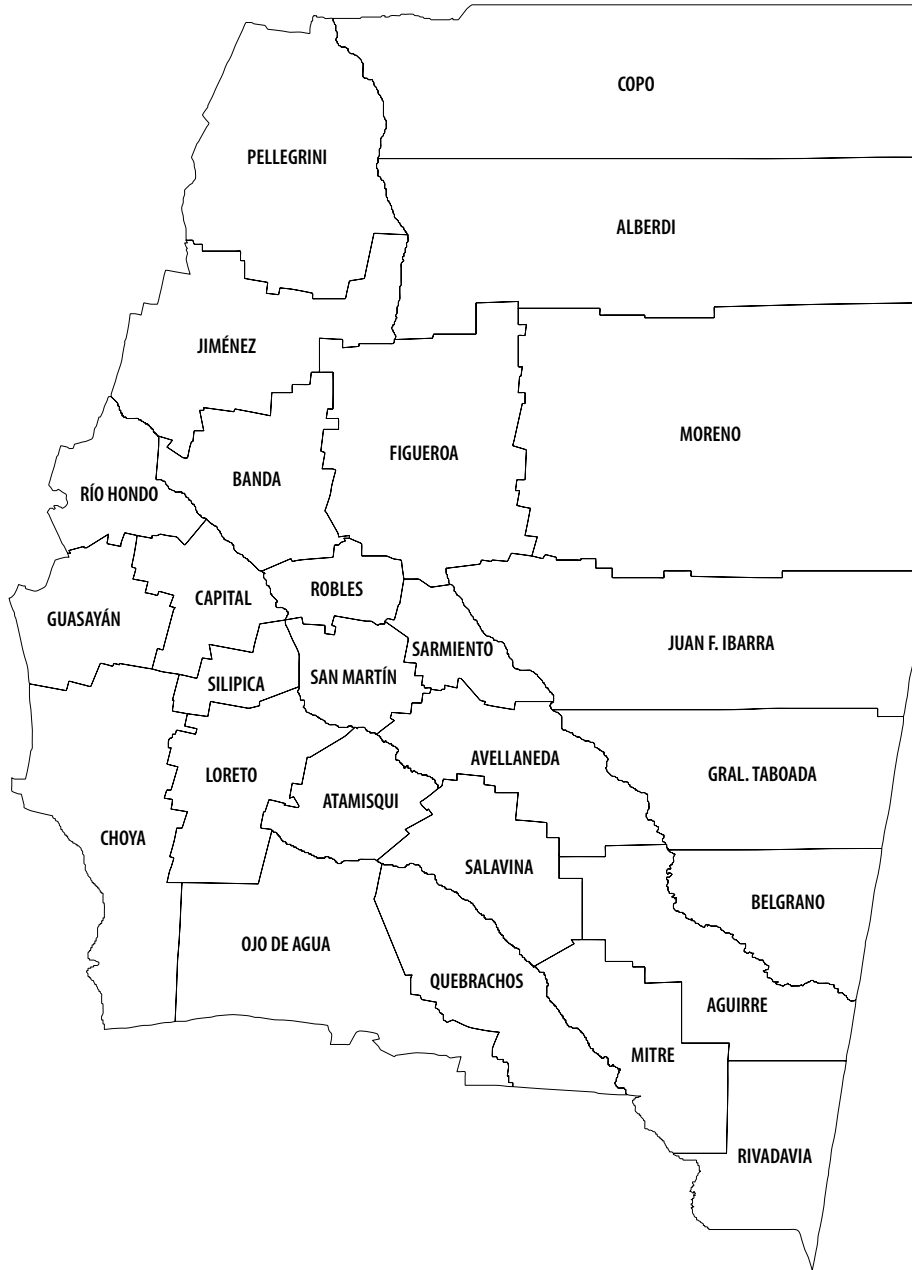 COPO
PELLEGRINI
ALBERDI
JIMÉNEZ
MORENO
FIGUEROA
BANDA
RÍO HONDO
ROBLES
CAPITAL
GUASAYÁN
JUAN F. IBARRA
SARMIENTO
SAN MARTÍN
SILIPICA
AVELLANEDA
GRAL. TABOADA
LORETO
ATAMISQUI
CHOYA
SALAVINA
BELGRANO
OJO DE AGUA
QUEBRACHOS
AGUIRRE
MITRE
RIVADAVIA